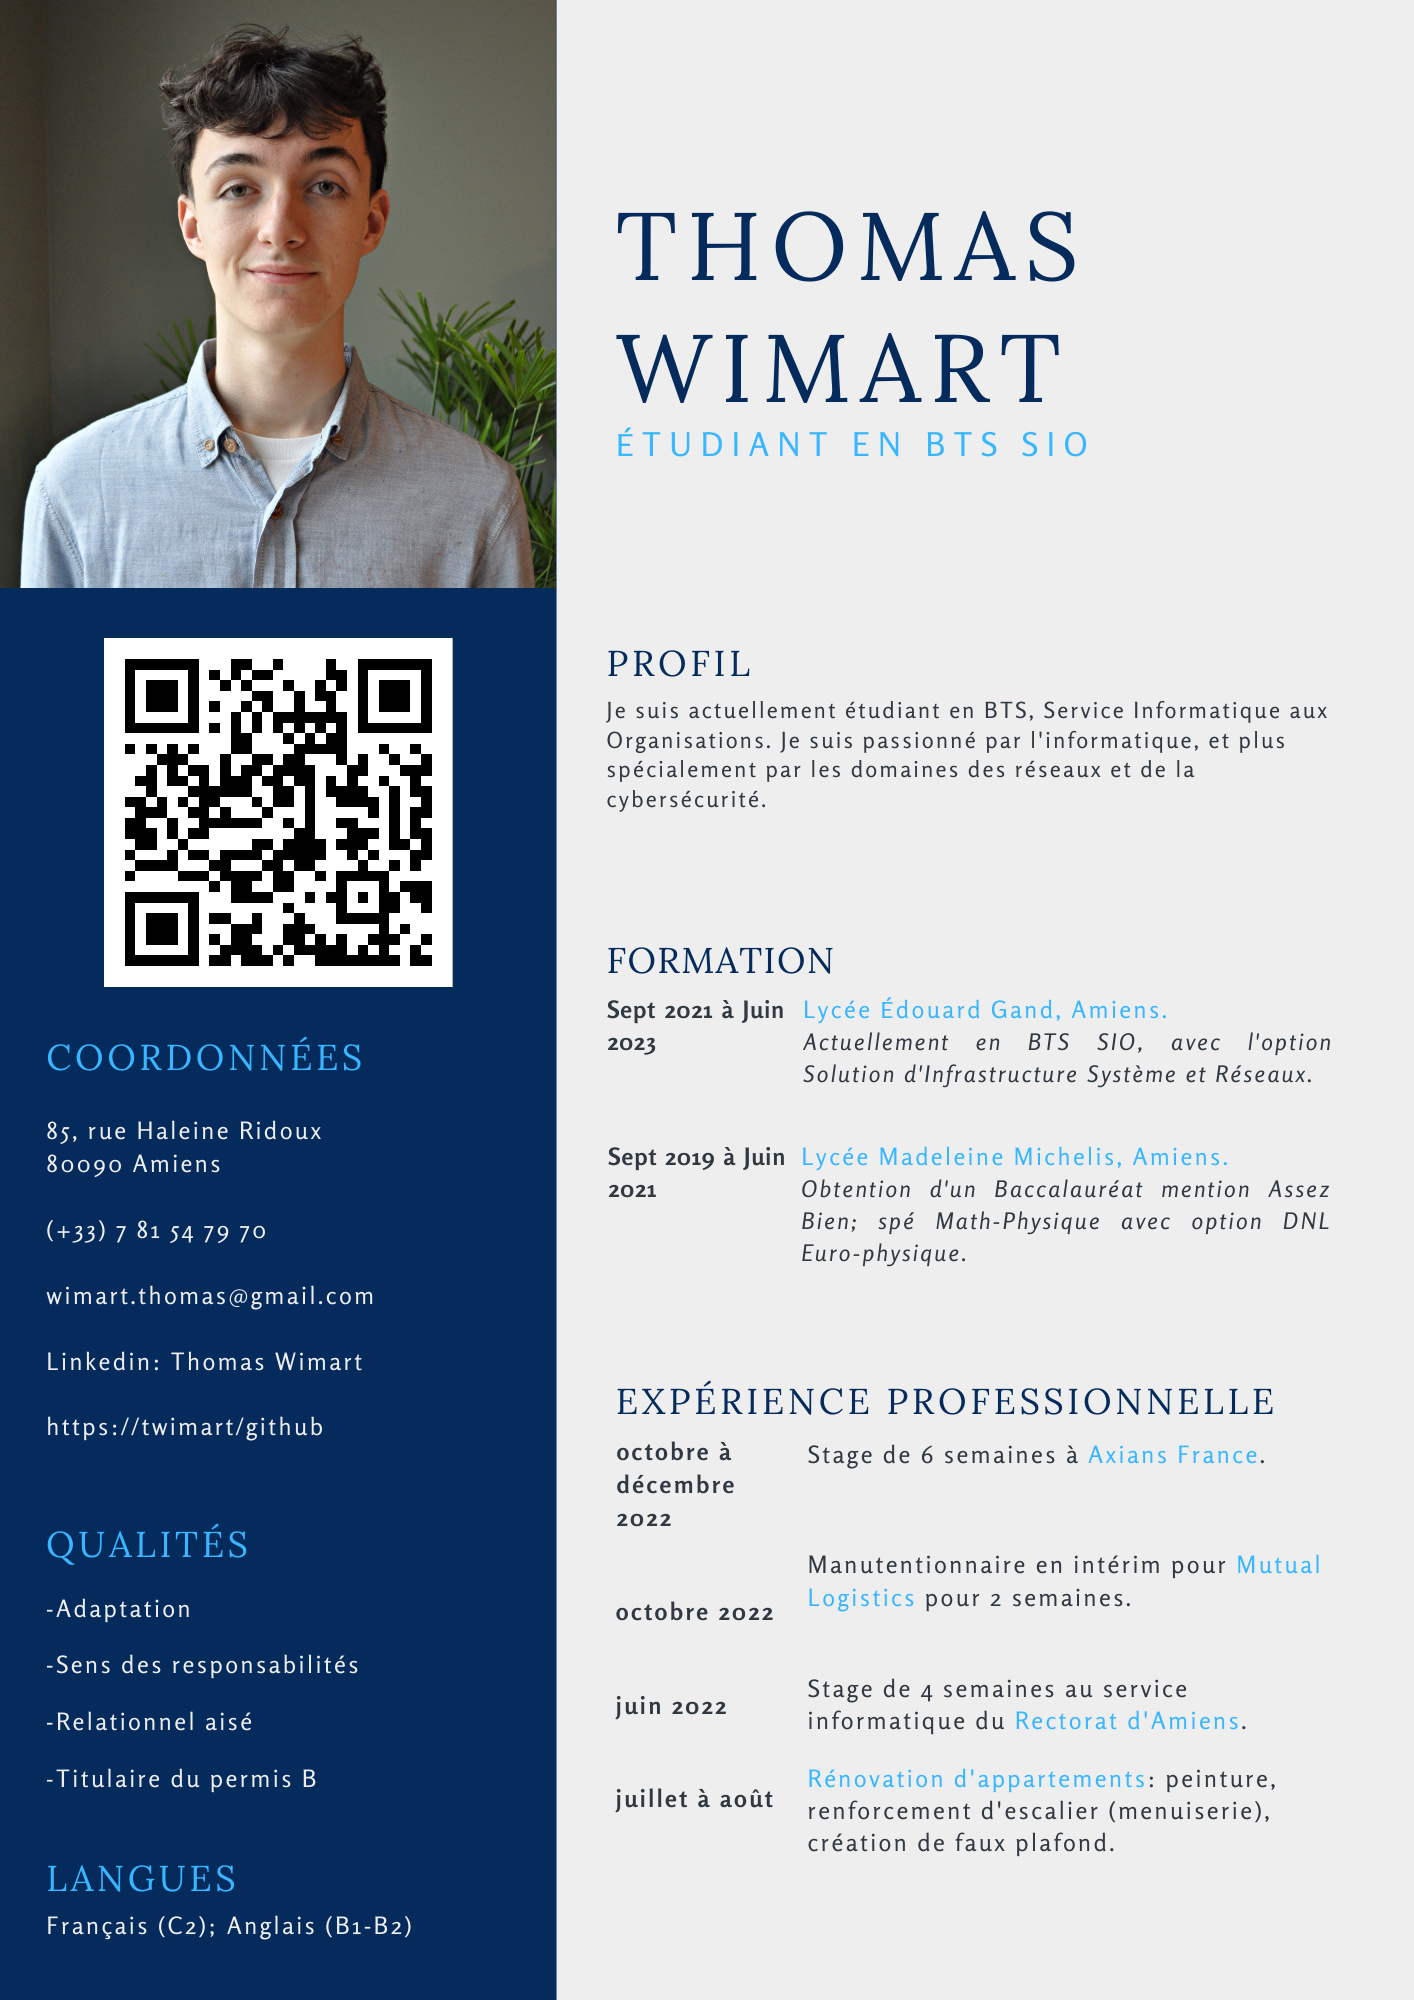 THOMAS
WIMART
ÉTUDIANT EN BTS SIO
COORDONNÉES
85, rue Haleine Ridoux
80090 Amiens
(+33) 7 81 54 79 70
wimart.thomas@gmail.com
Linkedin: Thomas Wimart
https://twimart/github
QUALITÉS
-Adaptation
-Sens des responsabilités
-Relationnel aisé
-Titulaire du permis B
LANGUES
Français (C2); Anglais (B1-B2)
PROFIL
Je suis actuellement étudiant en BTS, Service Informatique aux
Organisations. Je suis passionné par l'informatique, et plus
spécialement par les domaines des réseaux et de la
cybersécurité.
FORMATION
Sept 2021 à Juin
2023
Lycée Édouard Gand, Amiens.
Actuellement en BTS SIO, avec l'option
Solution d'Infrastructure Système et Réseaux.
Sept 2019 à Juin
2021
Lycée Madeleine Michelis, Amiens.
Obtention d'un Baccalauréat mention Assez
Bien; spé Math-Physique avec option DNL
Euro-physique.
EXPÉRIENCE PROFESSIONNELLE
octobre à
décembre
2022
Stage de 6 semaines à Axians France.
octobre 2022
Manutentionnaire en intérim pour Mutual
Logistics pour 2 semaines.
juin 2022
Stage de 4 semaines au service
informatique du Rectorat d'Amiens.
juillet à août
Rénovation d'appartements: peinture,
renforcement d'escalier (menuiserie),
création de faux plafond.